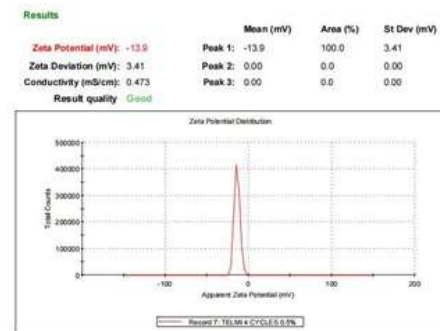 Results
Mean (mV) Area (%) St Dev (mV)
Zeta Potential (mV): -13.9 Peak 1: -13.9 100.0 3.41
Zeta Deviation (mV): 3.41 Peak 2: 0.00 0.0 0.00
Conductivity (mS/cm): 0.473 Peak 3: 0.00 0.0 0.00
Result quality Good
Zeta Potential Distribution
Total Counts
500000
400000
300000
200000
100000
0
-100 0 100 200
Apparent Zeta Potential (mV)
Record 7: TELMI 4 CYCLES 0.5%